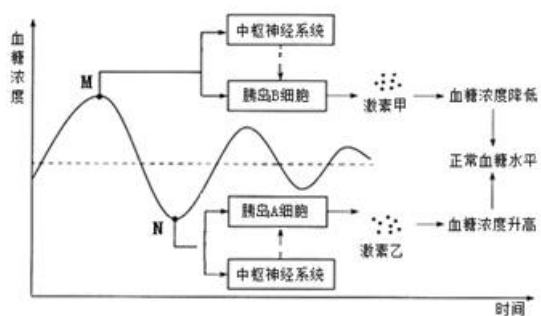 血糖浓度
M
中枢神经系统
胰岛B细胞
激素甲
血糖浓度降低
正常血糖水平
N
胰岛A细胞
激素乙
血糖浓度升高
中枢神经系统
时间